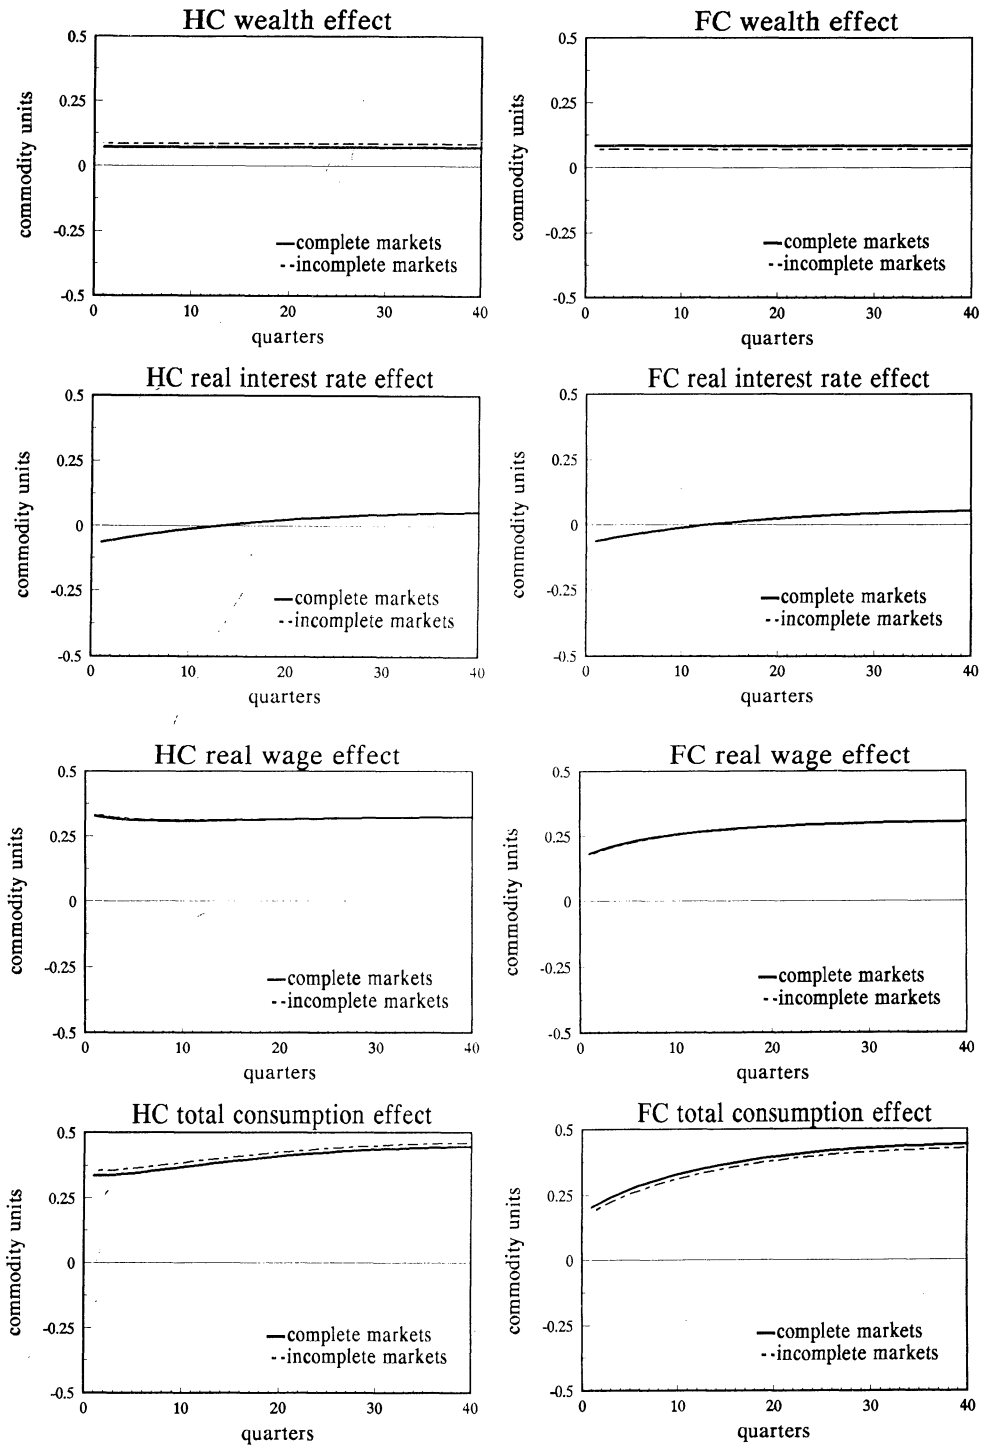 HC wealth effect
0.5
0.25
0
-0.25
-0.5
commodity units
complete markets
incomplete markets
0 10 20 30 40
quarters
FC wealth effect
0.5
0.25
0
-0.25
-0.5
commodity units
complete markets
incomplete markets
0 10 20 30 40
quarters
HC real interest rate effect
0.5
0.25
0
-0.25
-0.5
commodity units
complete markets
incomplete markets
0 10 20 30 40
quarters
FC real interest rate effect
0.5
0.25
0
-0.25
-0.5
commodity units
complete markets
incomplete markets
0 10 20 30 40
quarters
HC real wage effect
0.5
0.25
0
-0.25
-0.5
commodity units
complete markets
incomplete markets
0 10 20 30 40
quarters
FC real wage effect
0.5
0.25
0
-0.25
-0.5
commodity units
complete markets
incomplete markets
0 10 20 30 40
quarters
HC total consumption effect
0.5
0.25
0
-0.25
-0.5
commodity units
complete markets
incomplete markets
0 10 20 30 40
quarters
FC total consumption effect
0.5
0.25
0
-0.25
-0.5
commodity units
complete markets
incomplete markets
0 10 20 30 40
quarters